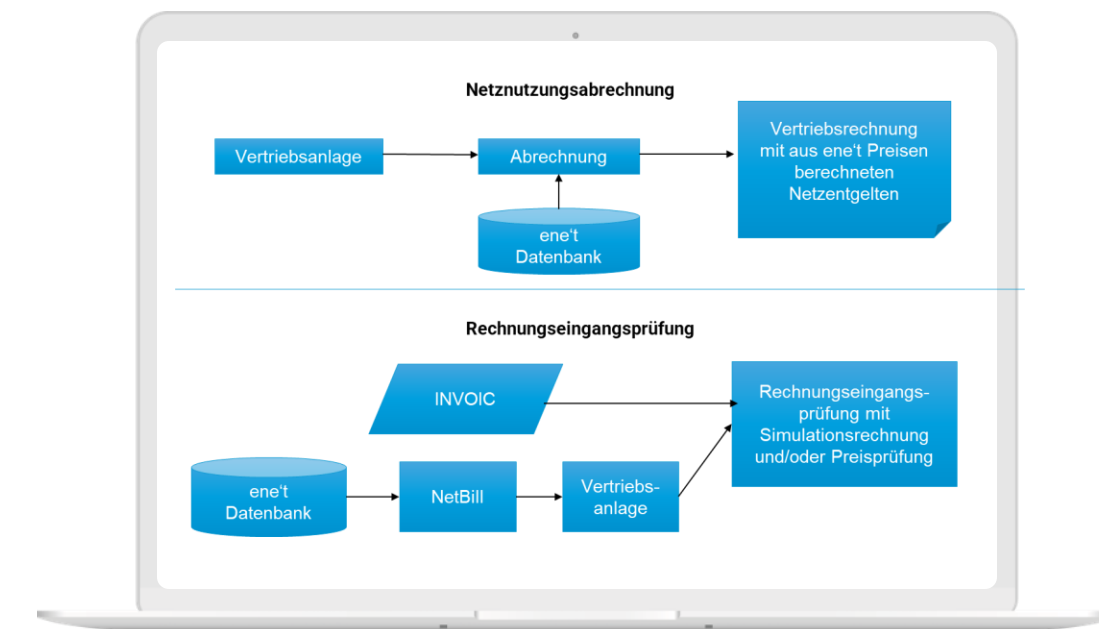 Netznutzungsabrechnung
Vertriebsanlage
Abrechnung
Vertriebsrechnung
mit aus ene't Preisen
berechneten
Netzentgelten
ene't
Datenbank
Rechnungseingangsprüfung
INVOIC
Rechnungseingangs-
prüfung mit
Simulationsrechnung
und/oder Preisprüfung
ene't
Datenbank
NetBill
Vertriebs-
anlage